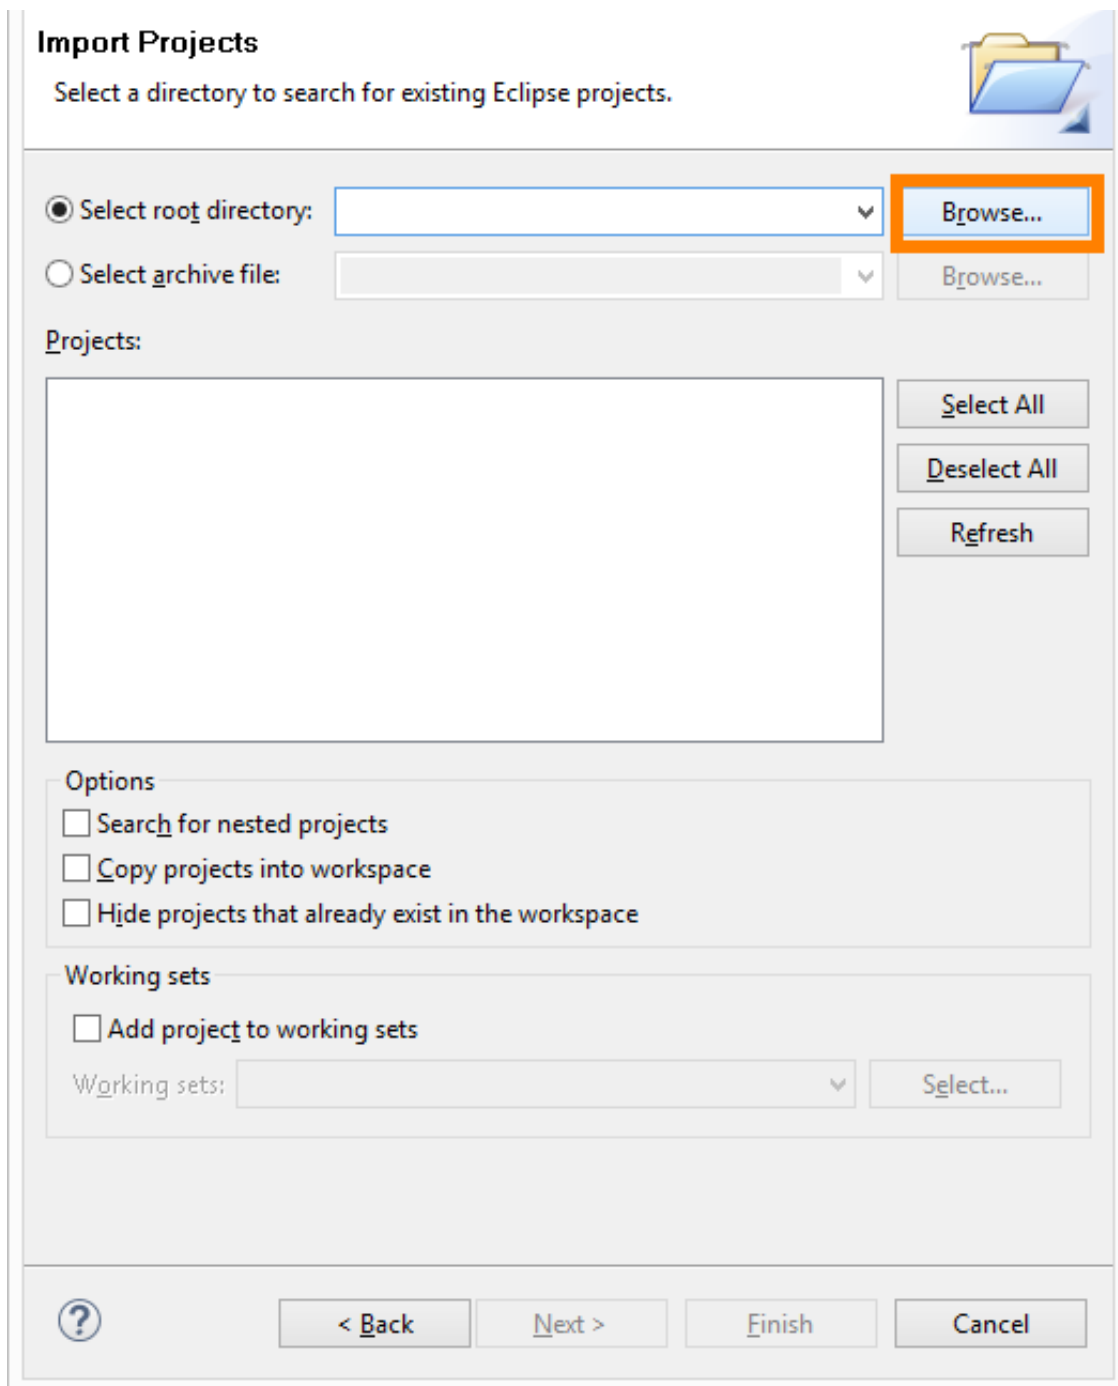 Import Projects
Select a directory to search for existing Eclipse projects.
Select root directory: Browse...
Select archive file: Browse...
Projects:
Select All
Deselect All
Refresh
Options
Search for nested projects
Copy projects into workspace
Hide projects that already exist in the workspace
Working sets
Add project to working sets
Working sets: Select...
? < Back Next > Finish Cancel